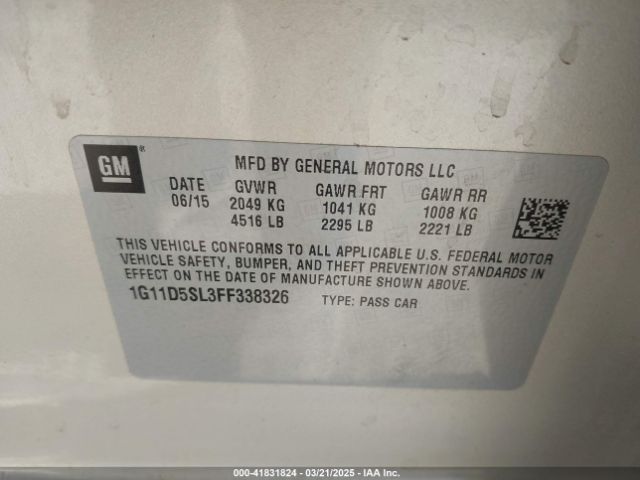 GM ®
MFD BY GENERAL MOTORS LLC
DATE GVWR GAWR FRT GAWR RR
06/15 2049 KG 1041 KG 1008 KG
4516 LB 2295 LB 2221 LB
THIS VEHICLE CONFORMS TO ALL APPLICABLE U.S. FEDERAL MOTOR
VEHICLE SAFETY, BUMPER, AND THEFT PREVENTION STANDARDS IN
EFFECT ON THE DATE OF MANUFACTURE SHOWN ABOVE.
1G11D5SL3FF338326 TYPE: PASS CAR
000-41831824 - 03/21/2025 - IAA Inc.